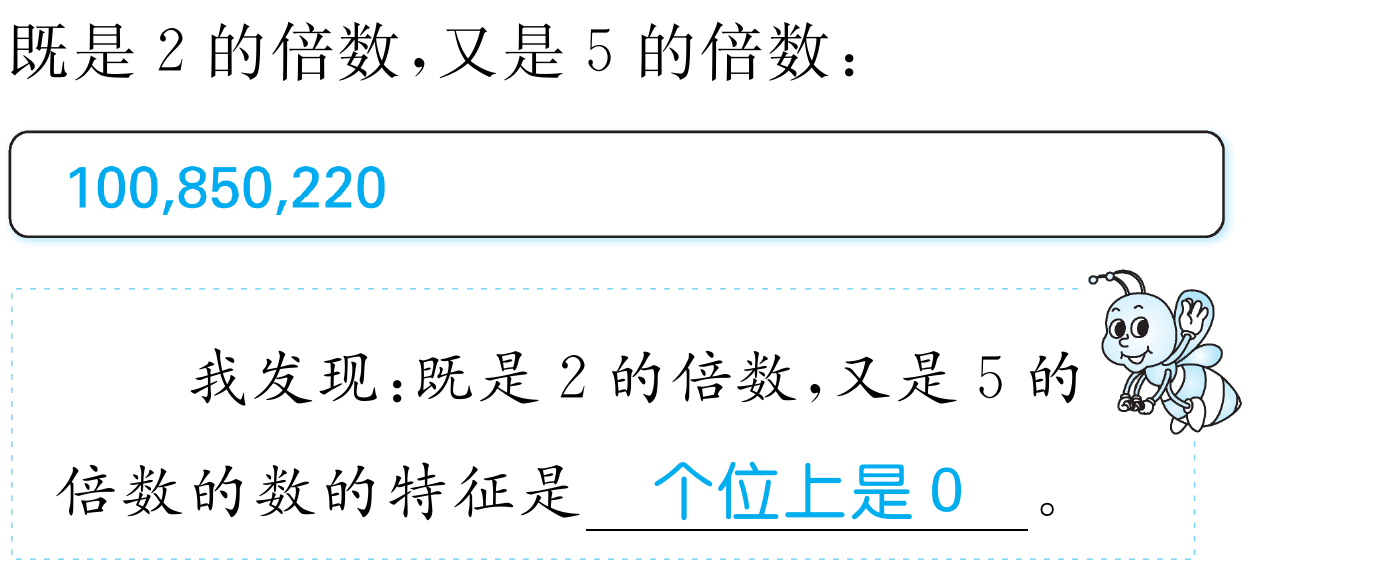 既是 2 的倍数,又是 5 的倍数:
100,850,220
我发现:既是 2 的倍数,又是 5 的
倍数的数的特征是 个位上是 0 。